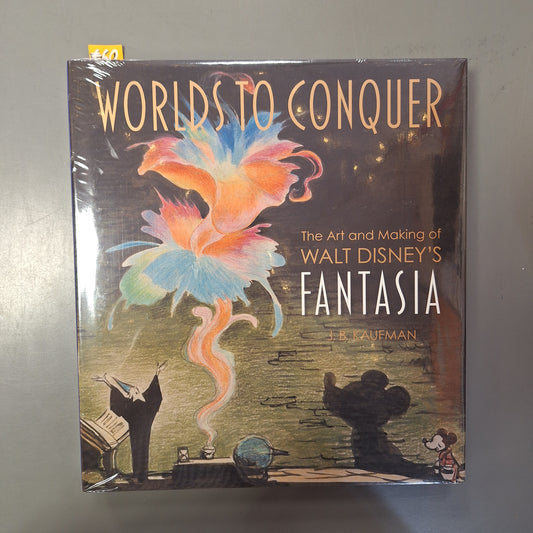 WORLDS TO CONQUER
The Art and Making of
WALT DISNEY'S
FANTASIA
J. B. KAUFMAN